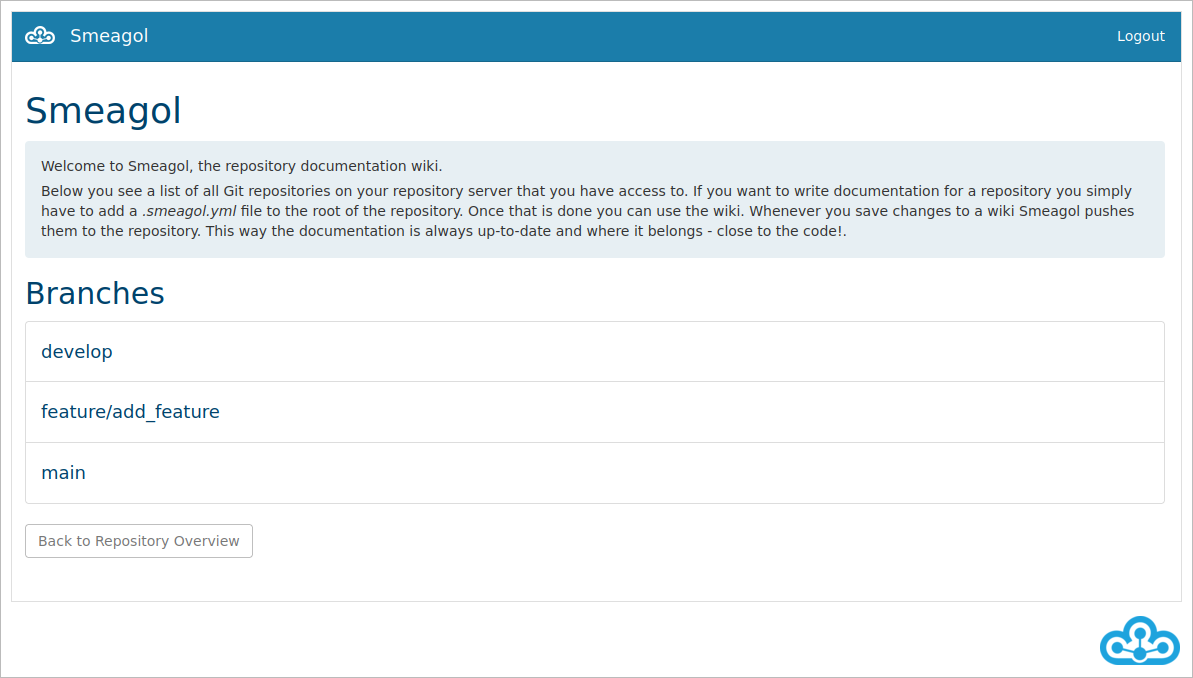 Smeagol
Logout
Smeagol
Welcome to Smeagol, the repository documentation wiki.
Below you see a list of all Git repositories on your repository server that you have access to. If you want to write documentation for a repository you simply
have to add a .smeagol.yml file to the root of the repository. Once that is done you can use the wiki. Whenever you save changes to a wiki Smeagol pushes
them to the repository. This way the documentation is always up-to-date and where it belongs - close to the code!.
Branches
develop
feature/add_feature
main
Back to Repository Overview